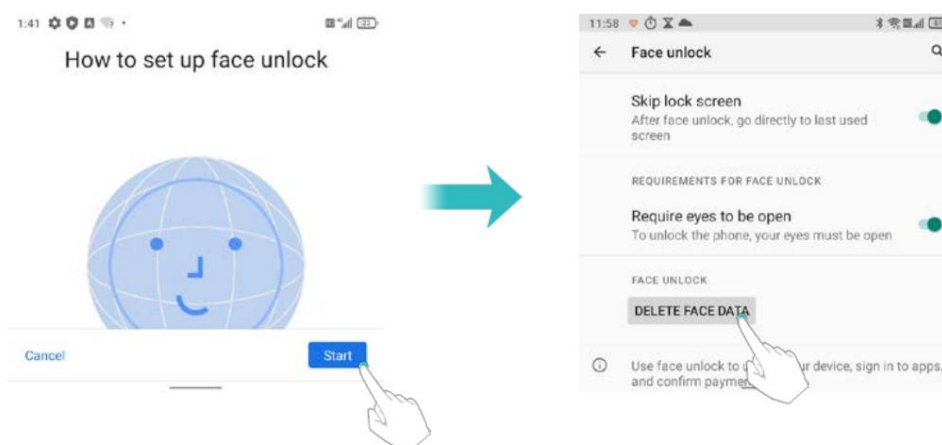 1:41
How to set up face unlock
Cancel
Start
11:58
Face unlock
Skip lock screen
After face unlock, go directly to last used
screen
REQUIREMENTS FOR FACE UNLOCK
Require eyes to be open
To unlock the phone, your eyes must be open
FACE UNLOCK
DELETE FACE DATA
Use face unlock to ur device, sign in to apps,
and confirm payme